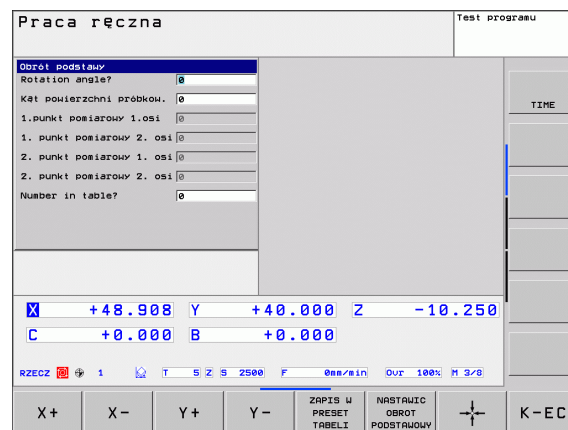 Praca ręczna
Test programu
Obrót podstawy
Rotation angle? 0
Kąt powierzchni próbkow. 0
1.punkt pomiarowy 1.osi 0
1. punkt pomiarowy 2. osi 0
2. punkt pomiarowy 1. osi 0
2. punkt pomiarowy 2. osi 0
Number in table? 0
TIME
X +48.908 Y +40.000 Z -10.250
C +0.000 B +0.000
RZECZ 1 T 5 Z S 2500 F 0mm/min Ovr 100% M 3/8
X+ X- Y+ Y- ZAPIS W PRESET TABELI NASTAWIC OBROT PODSTAWOWY K-EC